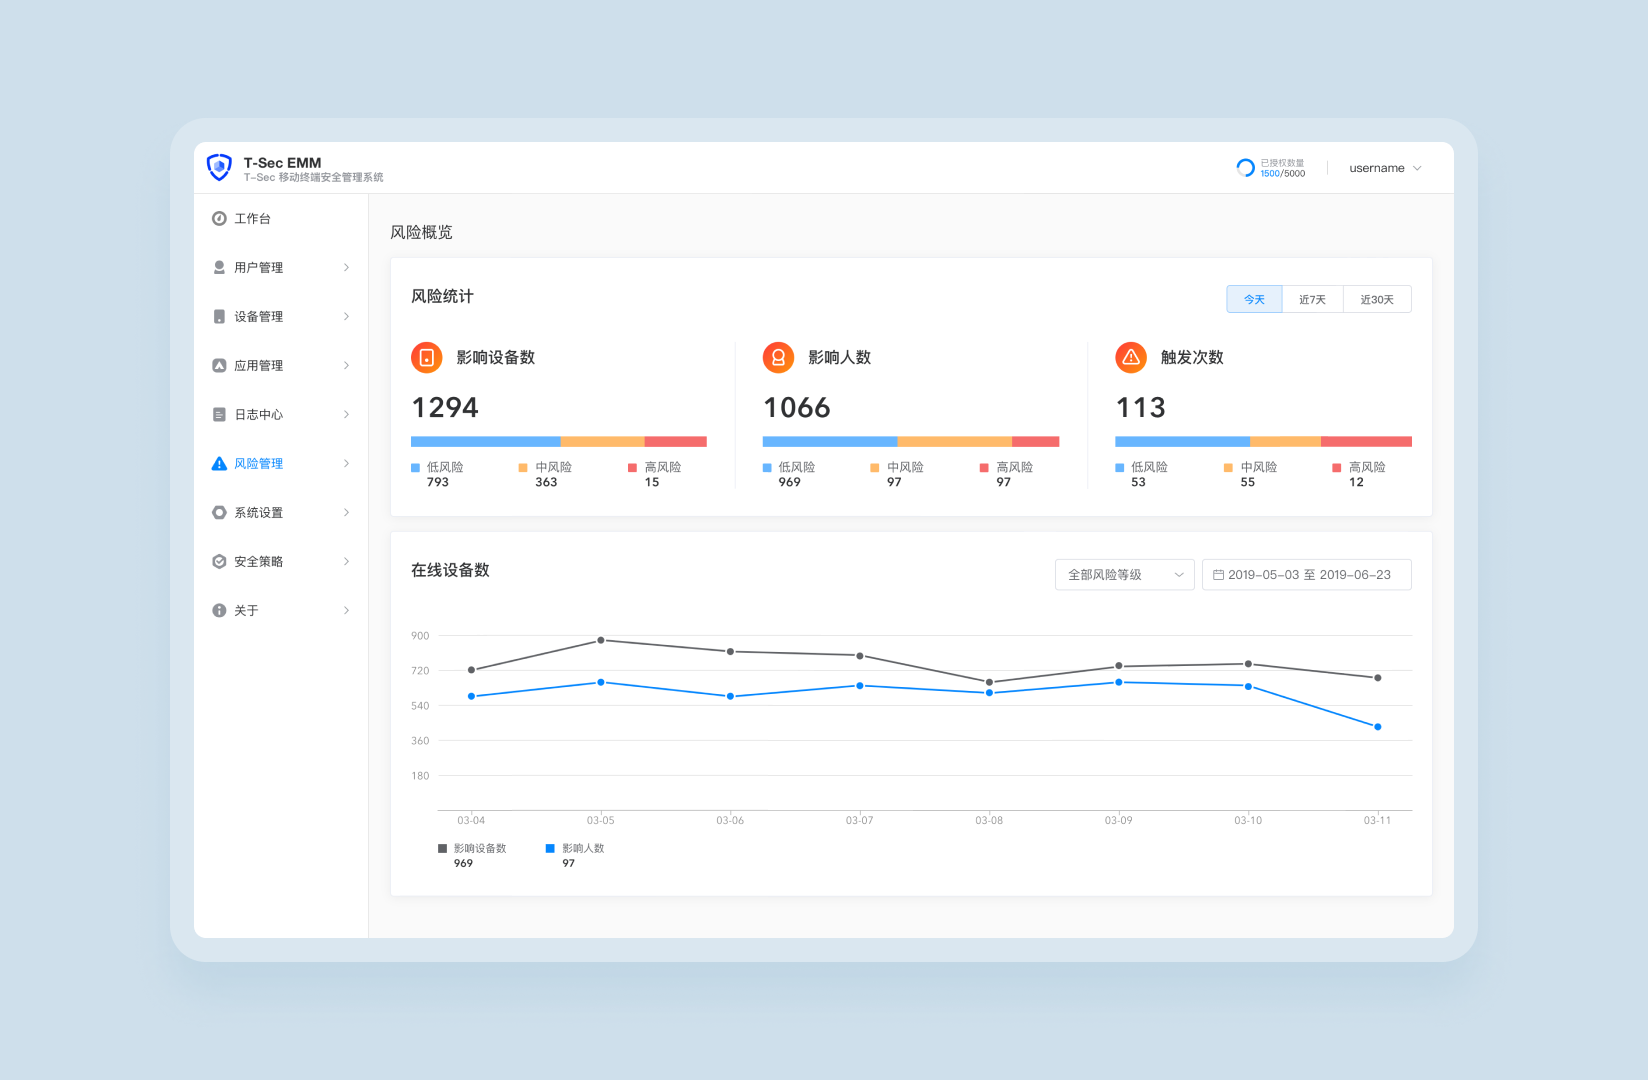 T-Sec EMM
T-Sec 移动终端安全管理系统
已授权数量
1500/5000
username
工作台
用户管理
设备管理
应用管理
日志中心
风险管理
系统设置
安全策略
关于
风险概览
风险统计
今天 近7天 近30天
影响设备数
1294
低风险 中风险 高风险
793 363 15
影响人数
1066
低风险 中风险 高风险
969 97 97
触发次数
113
低风险 中风险 高风险
53 55 12
在线设备数
全部风险等级
2019-05-03 至 2019-06-23
900
720
540
360
180
03-04 03-05 03-06 03-07 03-08 03-09 03-10 03-11
影响设备数 影响人数
969 97